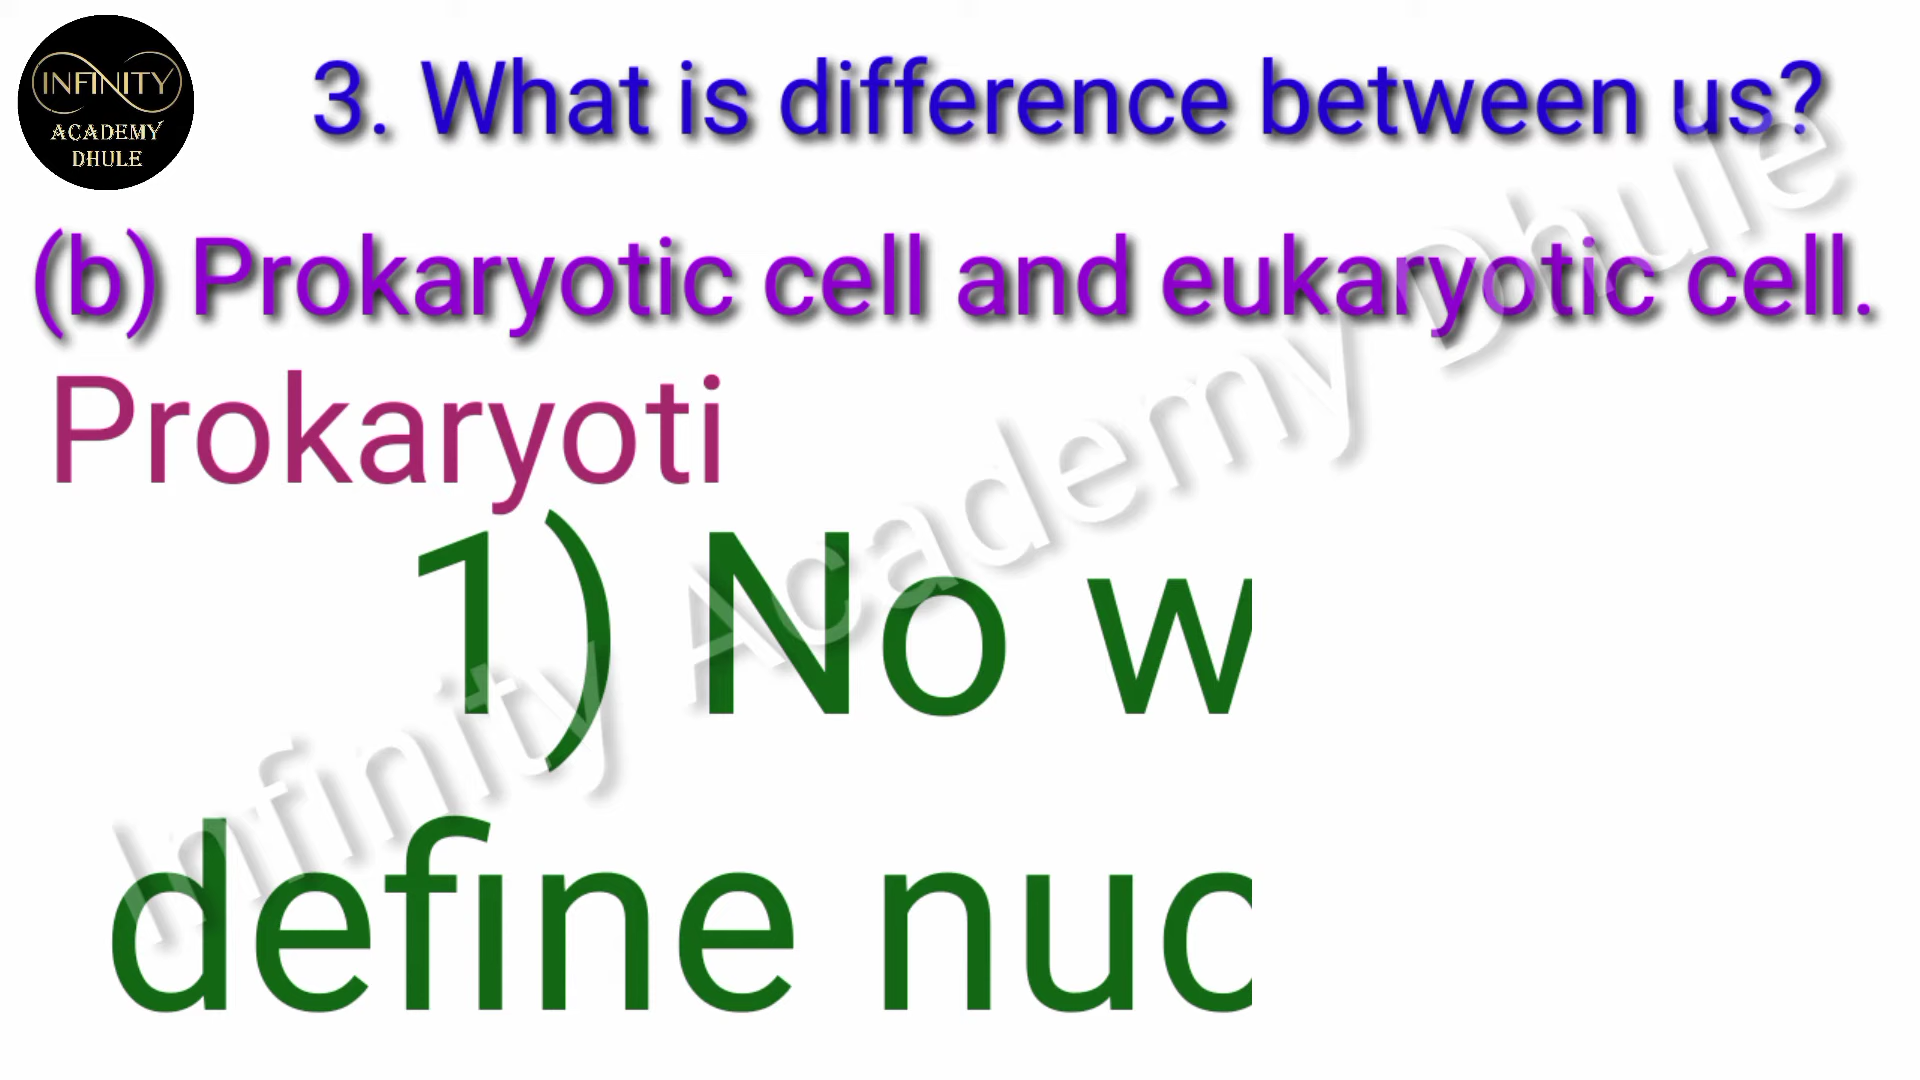 INFINITY
ACADEMY
DHULE
3. What is difference between us?
(b) Prokaryotic cell and eukaryotic cell.
Prokaryoti
1) No w
define nuc
Infinity Academy Dhule